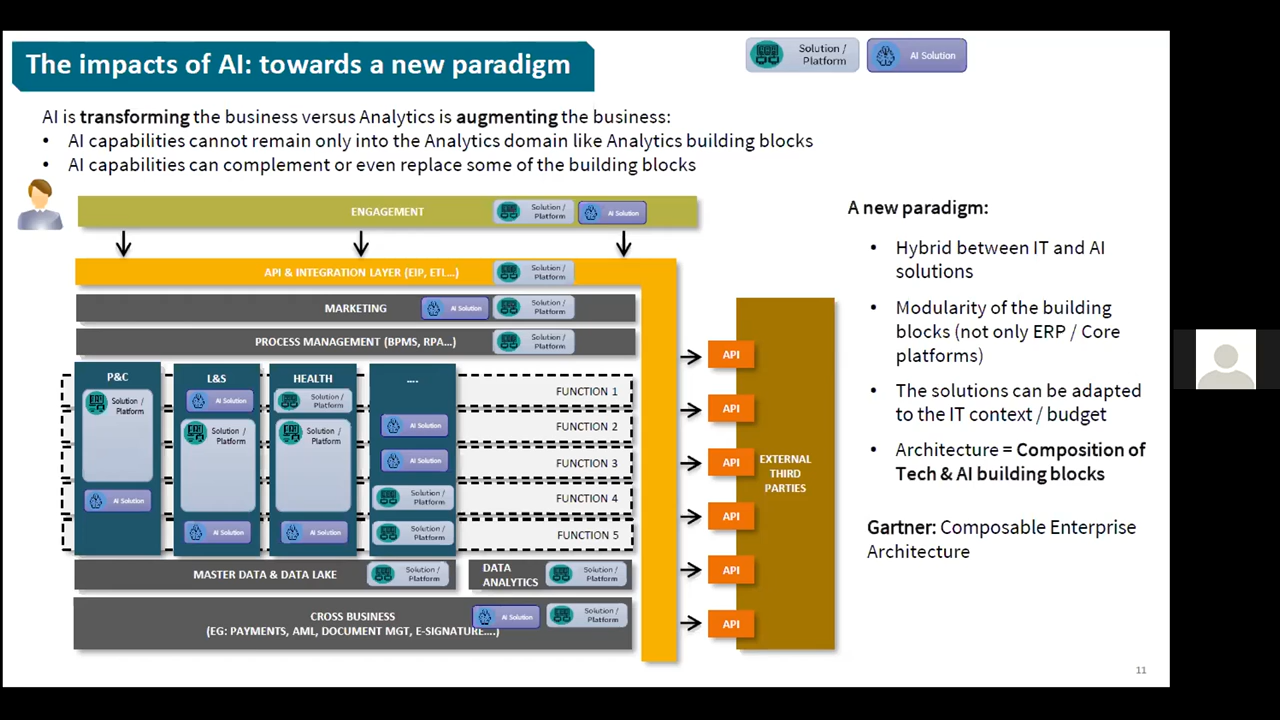 The impacts of AI: towards a new paradigm
Solution /
Platform
AI Solution
AI is transforming the business versus Analytics is augmenting the business:
• AI capabilities cannot remain only into the Analytics domain like Analytics building blocks
• AI capabilities can complement or even replace some of the building blocks
ENGAGEMENT
Solution /
Platform
AI Solution
API & INTEGRATION LAYER (EIP, ETL…)
Solution /
Platform
MARKETING
AI Solution
Solution /
Platform
PROCESS MANAGEMENT (BPMS, RPA…)
Solution /
Platform
P&C
Solution /
Platform
AI Solution
L&S
AI Solution
Solution /
Platform
AI Solution
HEALTH
Solution /
Platform
Solution /
Platform
AI Solution
….
AI Solution
AI Solution
Solution /
Platform
Solution /
Platform
FUNCTION 1
FUNCTION 2
FUNCTION 3
FUNCTION 4
FUNCTION 5
MASTER DATA & DATA LAKE
Solution /
Platform
DATA
ANALYTICS
Solution /
Platform
CROSS BUSINESS
(EG: PAYMENTS, AML, DOCUMENT MGT, E-SIGNATURE….)
AI Solution
Solution /
Platform
API
API
API
API
API
API
EXTERNAL
THIRD
PARTIES
A new paradigm:
• Hybrid between IT and AI
solutions
• Modularity of the building
blocks (not only ERP / Core
platforms)
• The solutions can be adapted
to the IT context / budget
• Architecture = Composition of
Tech & AI building blocks
Gartner: Composable Enterprise
Architecture
11